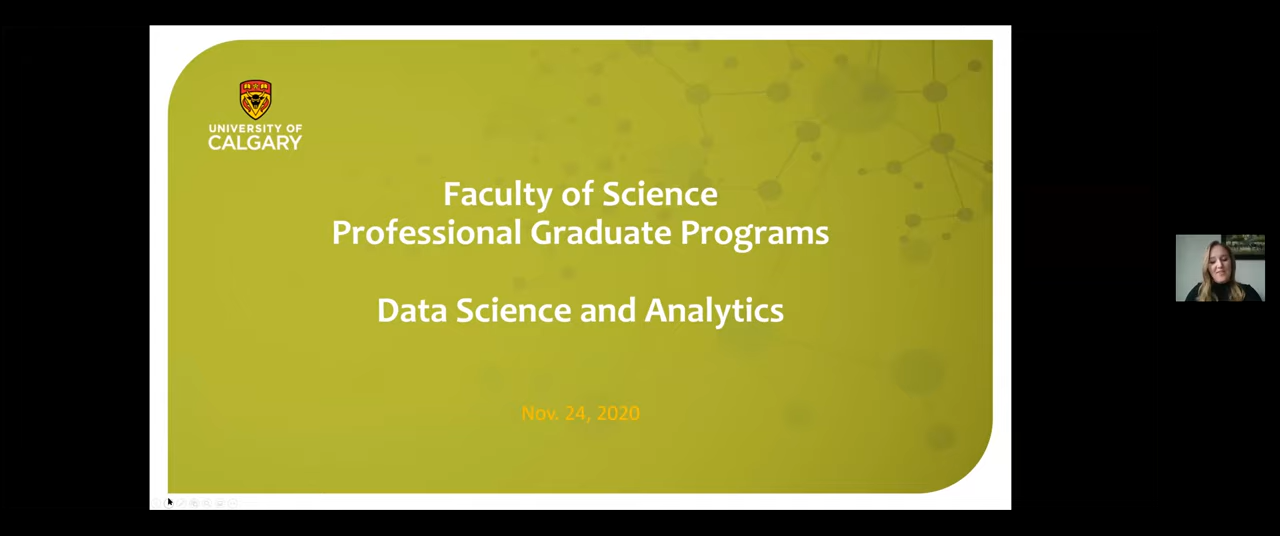 UNIVERSITY OF
CALGARY
Faculty of Science
Professional Graduate Programs
Data Science and Analytics
Nov. 24, 2020